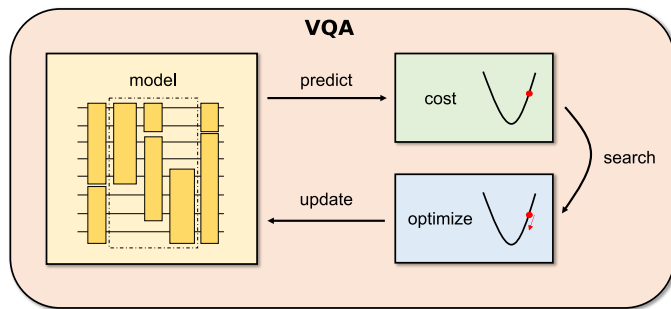 VQA
model
predict
cost
search
update
optimize